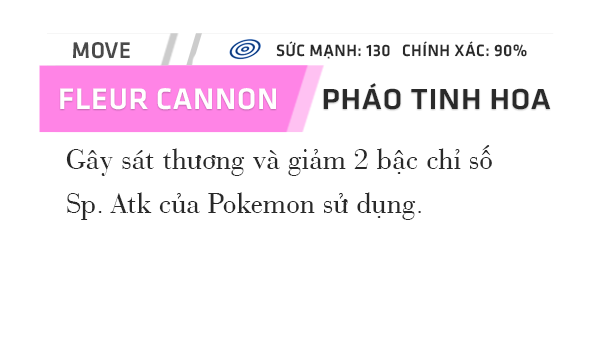 MOVE SỨC MẠNH: 130 CHÍNH XÁC: 90%
FLEUR CANNON PHÁO TINH HOA
Gây sát thương và giảm 2 bậc chỉ số
Sp. Atk của Pokemon sử dụng.